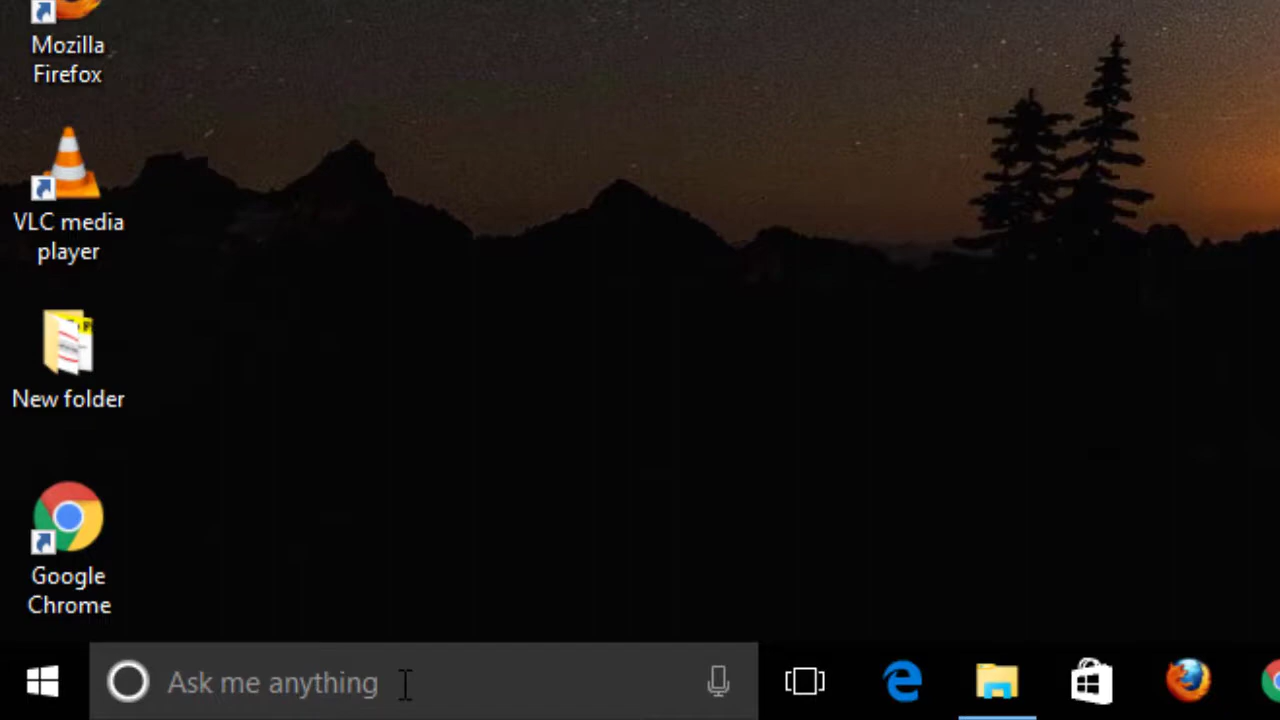 Mozilla
Firefox
VLC media
player
New folder
Google
Chrome
Ask me anything